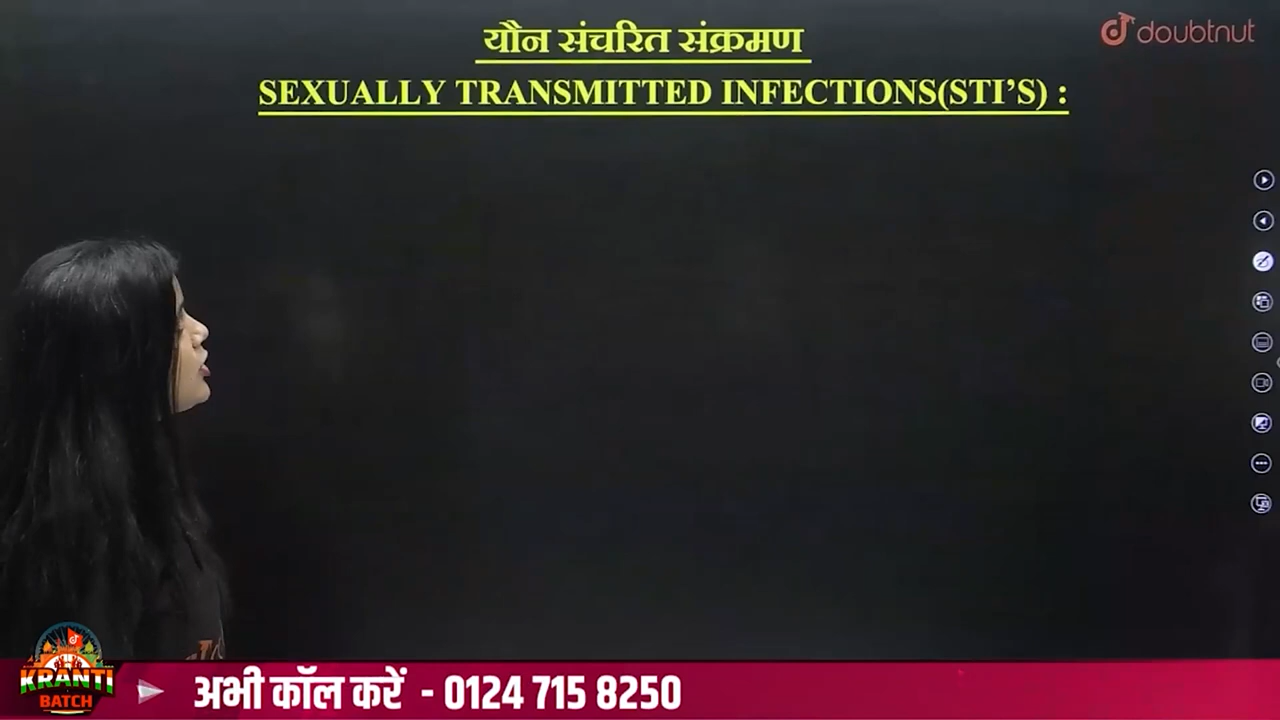 यौन संचरित संक्रमण
doubtnut
SEXUALLY TRANSMITTED INFECTIONS(STI’S) :
KRANTI
BATCH
अभी कॉल करें - 0124 715 8250